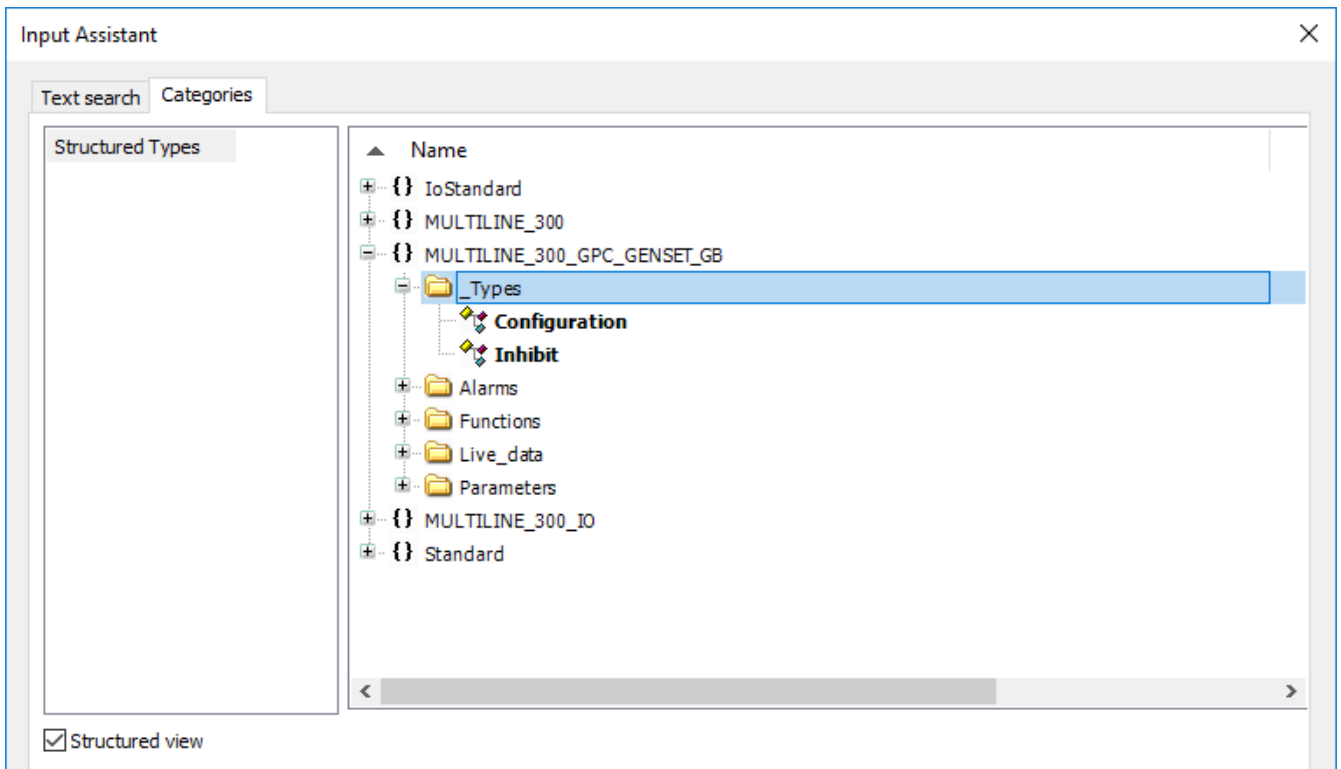 Input Assistant
Text search Categories
Structured Types
Name
{} IoStandard
{} MULTILINE_300
{} MULTILINE_300_GPC_GENSET_GB
_Types
Configuration
Inhibit
Alarms
Functions
Live_data
Parameters
{} MULTILINE_300_IO
{} Standard
Structured view